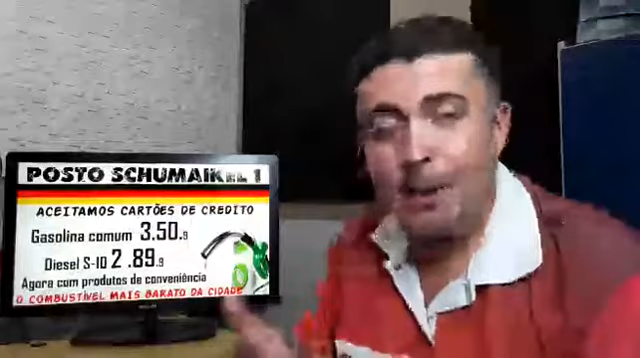 POSTO SCHUMAIKEL 1
ACEITAMOS CARTÕES DE CREDITO
Gasolina comum 3.50.9
Diesel S-10 2.89.9
Agora com produtos de conveniência
O COMBUSTÍVEL MAIS BARATO DA CIDADE